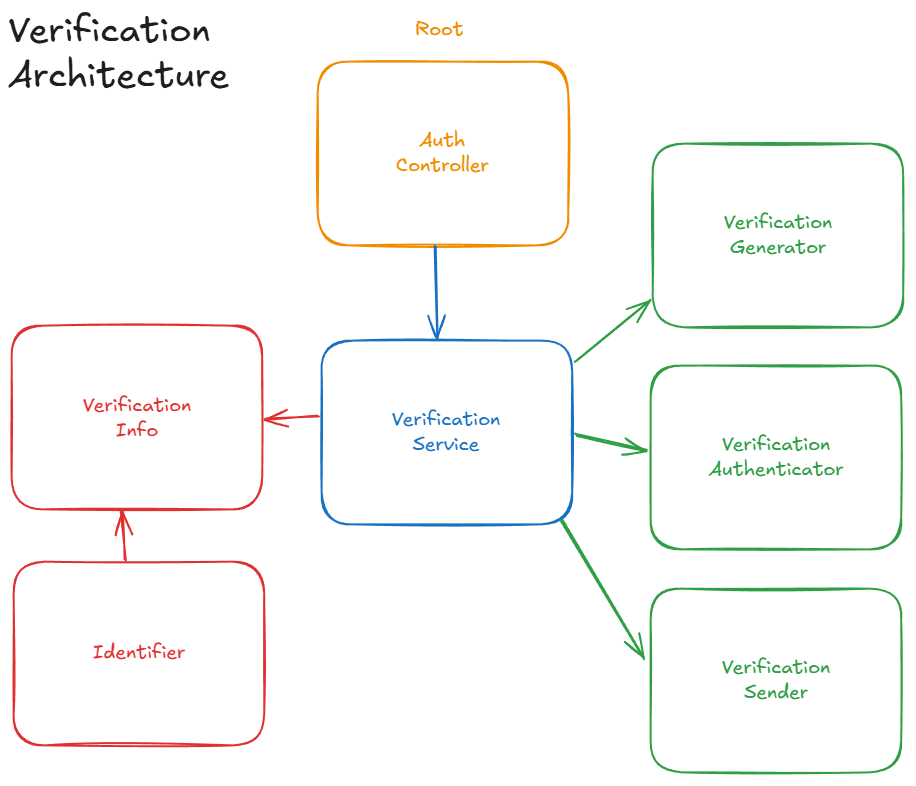 Verification
Architecture
Root
Auth
Controller
Verification
Generator
Verification
Info
Verification
Service
Verification
Authenticator
Identifier
Verification
Sender